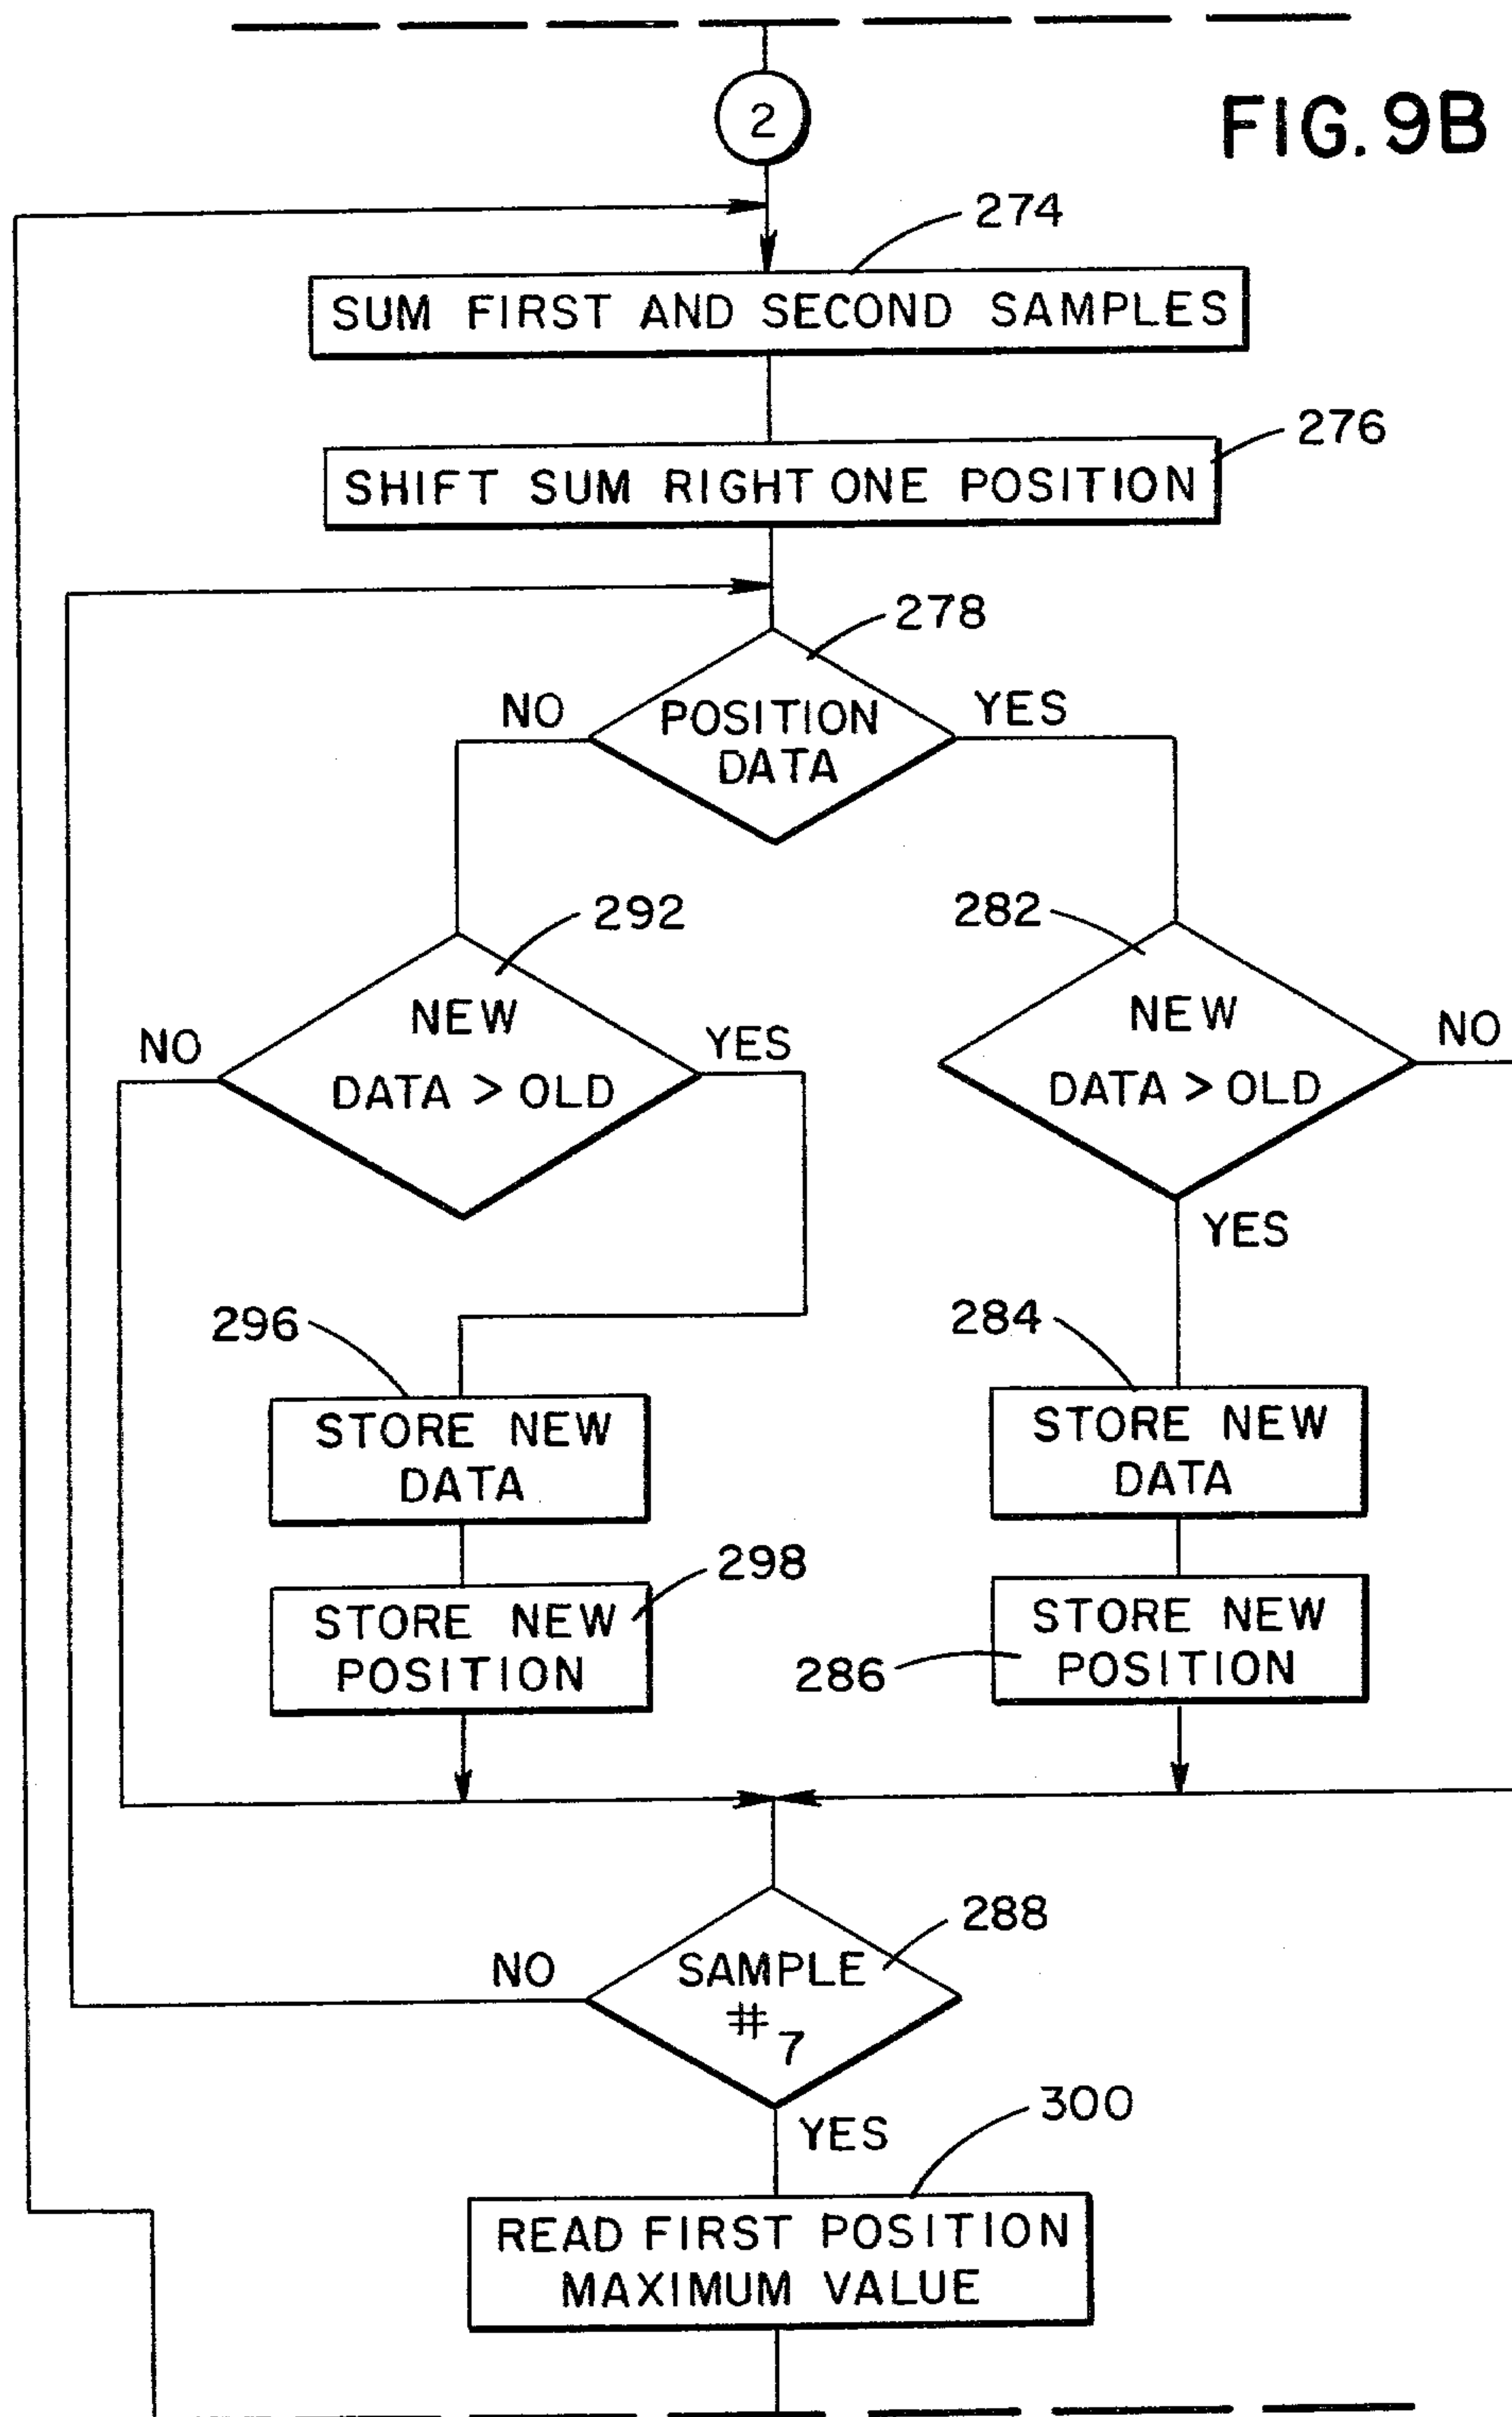 2
FIG. 9B
274
SUM FIRST AND SECOND SAMPLES
276
SHIFT SUM RIGHT ONE POSITION
278
NO
YES
POSITION
DATA
292
282
NEW
DATA > OLD
NO
YES
NEW
DATA > OLD
NO
YES
296
284
STORE NEW
DATA
STORE NEW
DATA
298
STORE NEW
POSITION
286
STORE NEW
POSITION
288
NO
SAMPLE
# 7
YES
300
READ FIRST POSITION
MAXIMUM VALUE